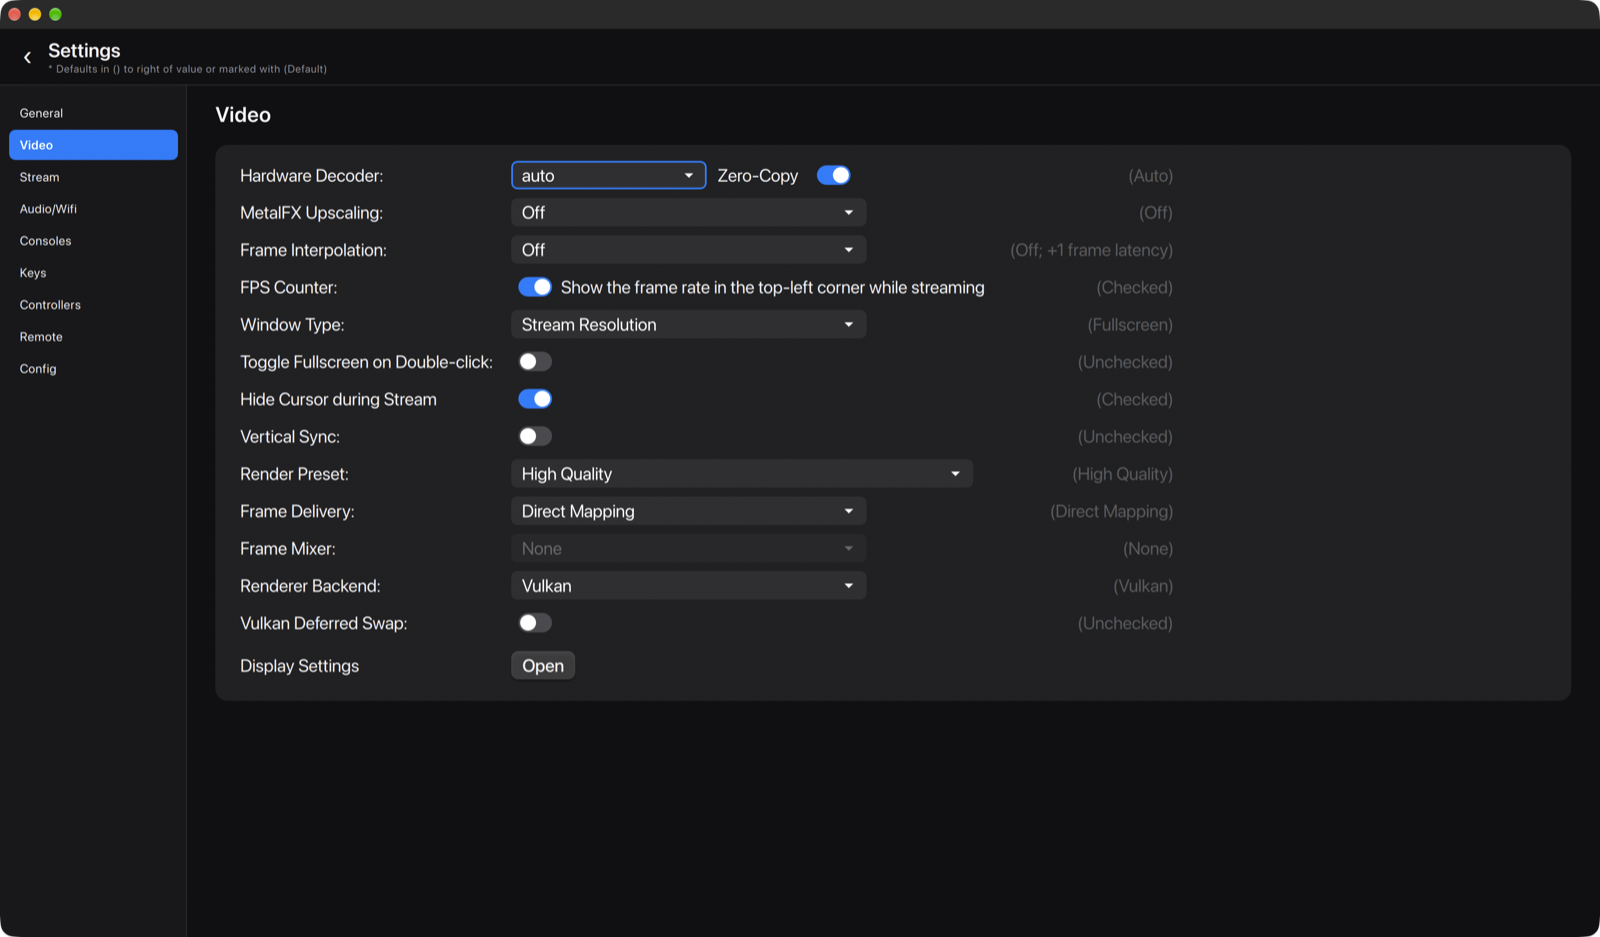 Settings
* Defaults in () to right of value or marked with (Default)
General
Video
Stream
Audio/Wifi
Consoles
Keys
Controllers
Remote
Config
Video
Hardware Decoder: auto Zero-Copy (Auto)
MetalFX Upscaling: Off (Off)
Frame Interpolation: Off (Off; +1 frame latency)
FPS Counter: Show the frame rate in the top-left corner while streaming (Checked)
Window Type: Stream Resolution (Fullscreen)
Toggle Fullscreen on Double-click: (Unchecked)
Hide Cursor during Stream (Checked)
Vertical Sync: (Unchecked)
Render Preset: High Quality (High Quality)
Frame Delivery: Direct Mapping (Direct Mapping)
Frame Mixer: None (None)
Renderer Backend: Vulkan (Vulkan)
Vulkan Deferred Swap: (Unchecked)
Display Settings Open